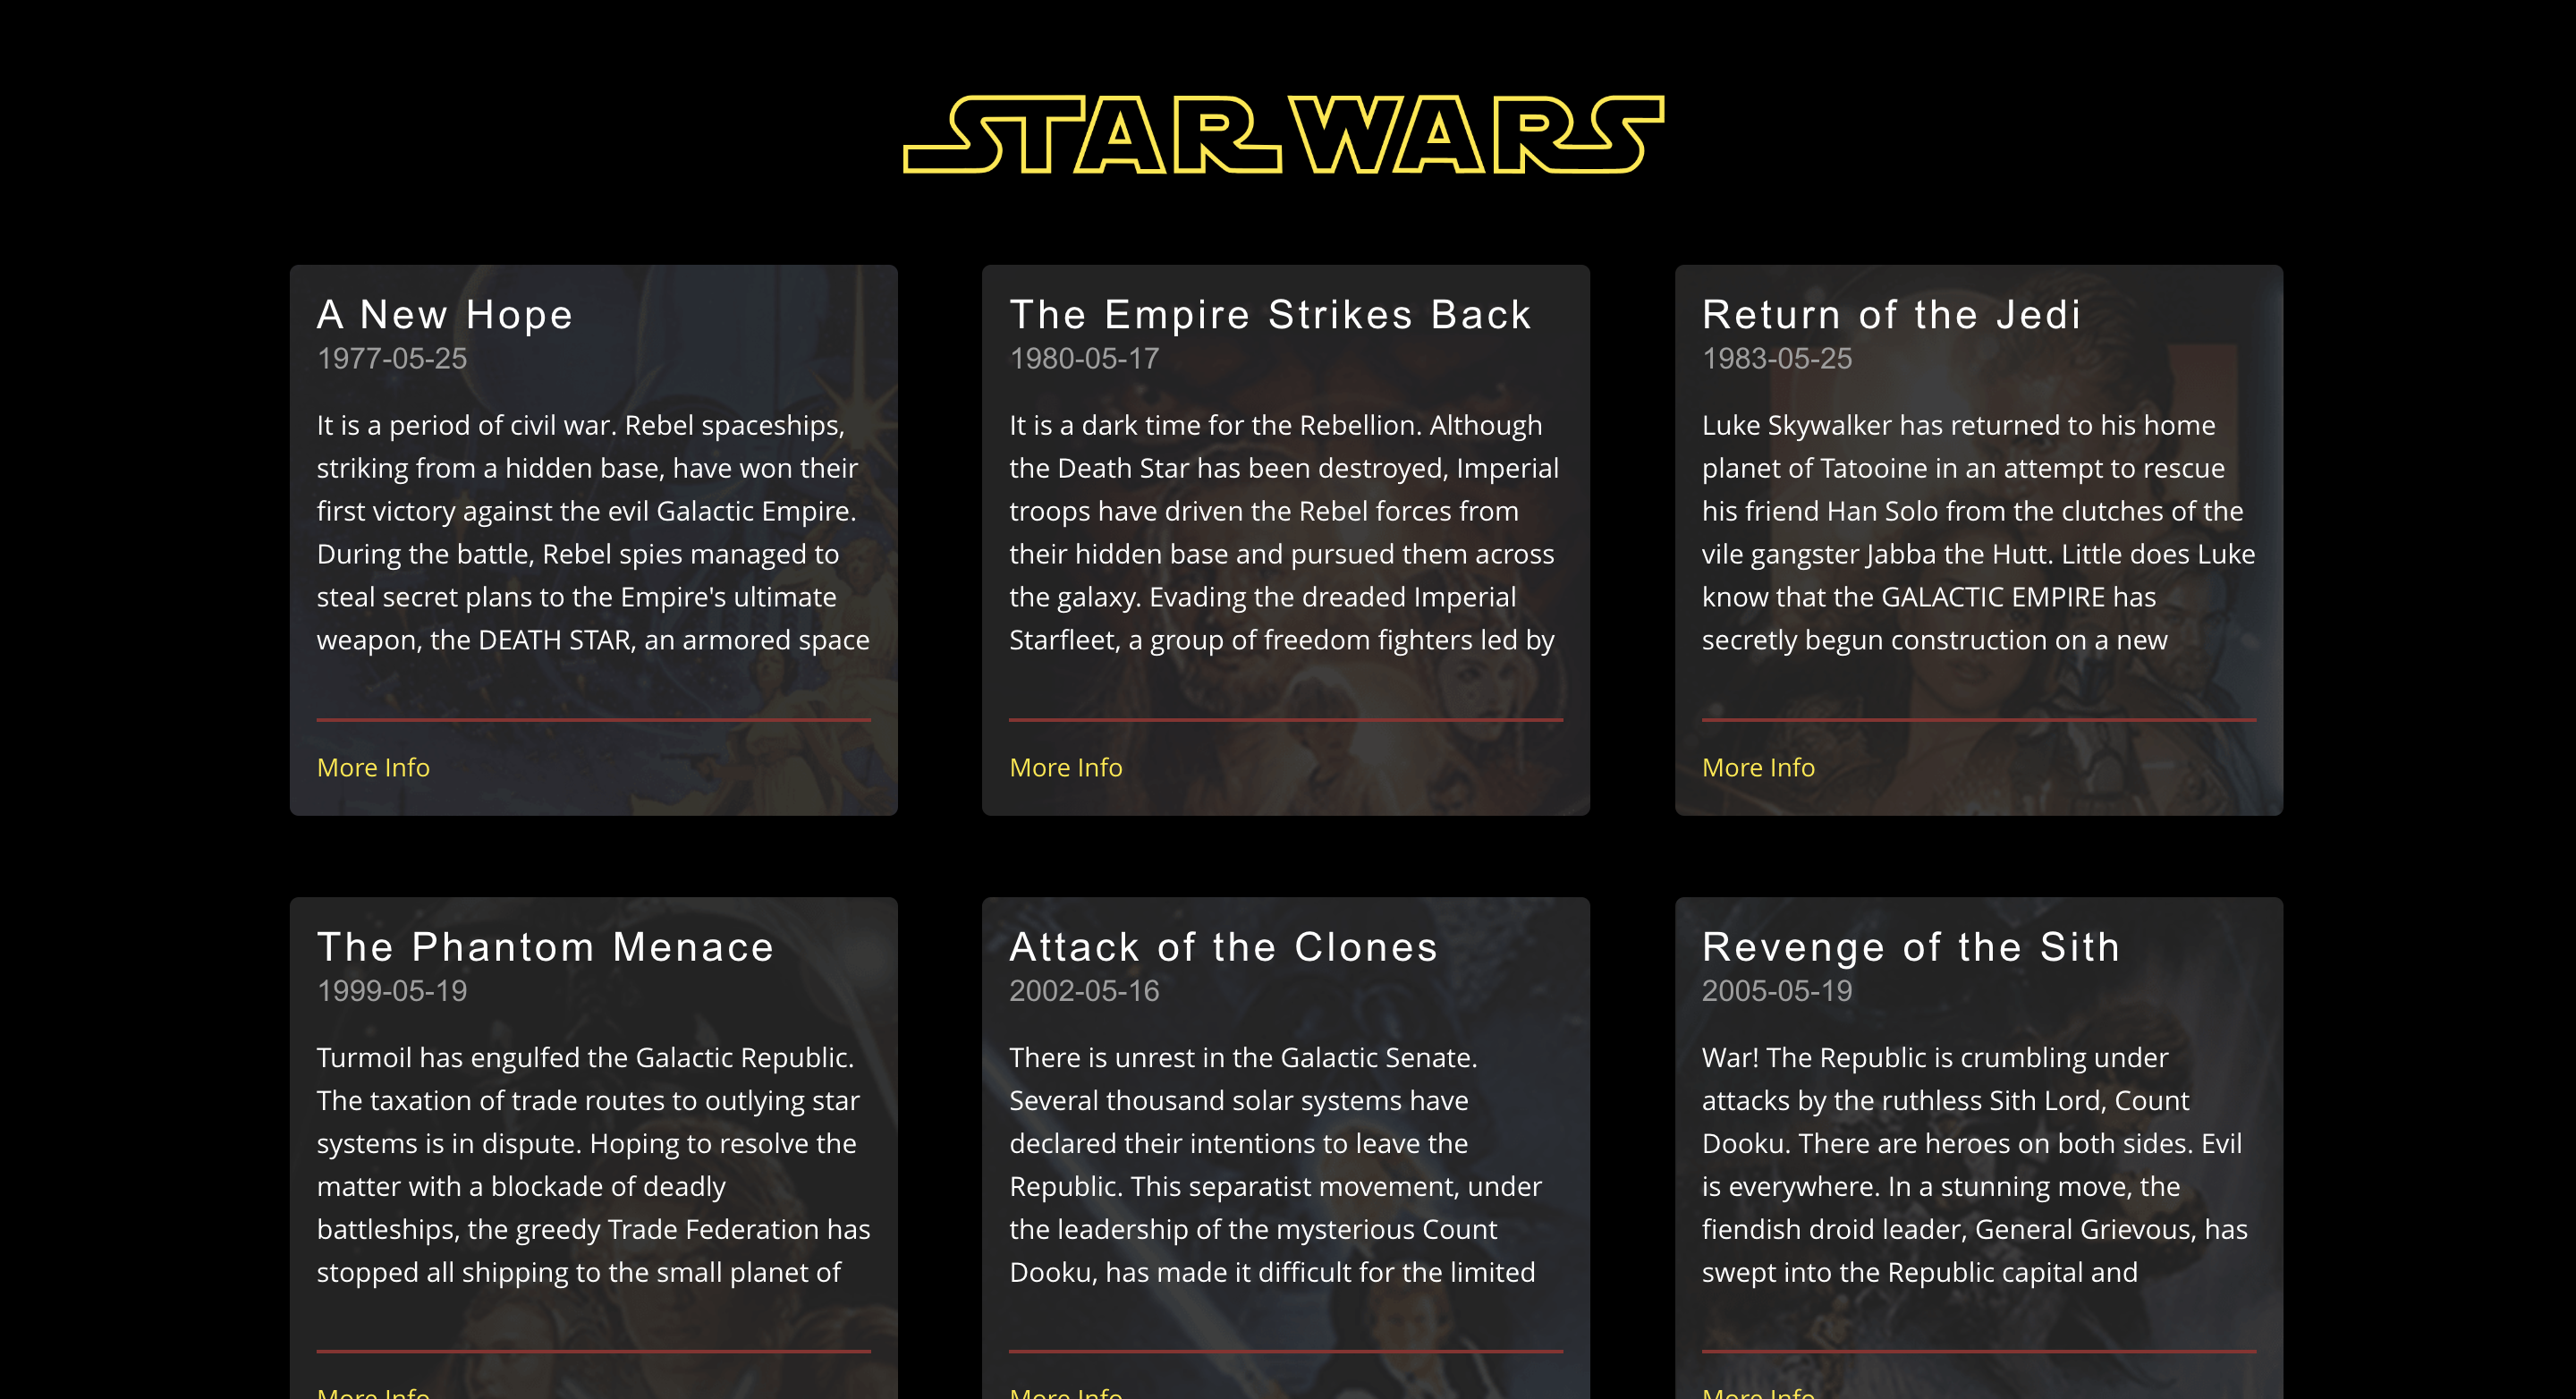 STAR WARS
A New Hope
1977-05-25
It is a period of civil war. Rebel spaceships,
striking from a hidden base, have won their
first victory against the evil Galactic Empire.
During the battle, Rebel spies managed to
steal secret plans to the Empire's ultimate
weapon, the DEATH STAR, an armored space
More Info
The Empire Strikes Back
1980-05-17
It is a dark time for the Rebellion. Although
the Death Star has been destroyed, Imperial
troops have driven the Rebel forces from
their hidden base and pursued them across
the galaxy. Evading the dreaded Imperial
Starfleet, a group of freedom fighters led by
More Info
Return of the Jedi
1983-05-25
Luke Skywalker has returned to his home
planet of Tatooine in an attempt to rescue
his friend Han Solo from the clutches of the
vile gangster Jabba the Hutt. Little does Luke
know that the GALACTIC EMPIRE has
secretly begun construction on a new
More Info
The Phantom Menace
1999-05-19
Turmoil has engulfed the Galactic Republic.
The taxation of trade routes to outlying star
systems is in dispute. Hoping to resolve the
matter with a blockade of deadly
battleships, the greedy Trade Federation has
stopped all shipping to the small planet of
More Info
Attack of the Clones
2002-05-16
There is unrest in the Galactic Senate.
Several thousand solar systems have
declared their intentions to leave the
Republic. This separatist movement, under
the leadership of the mysterious Count
Dooku, has made it difficult for the limited
More Info
Revenge of the Sith
2005-05-19
War! The Republic is crumbling under
attacks by the ruthless Sith Lord, Count
Dooku. There are heroes on both sides. Evil
is everywhere. In a stunning move, the
fiendish droid leader, General Grievous, has
swept into the Republic capital and
More Info